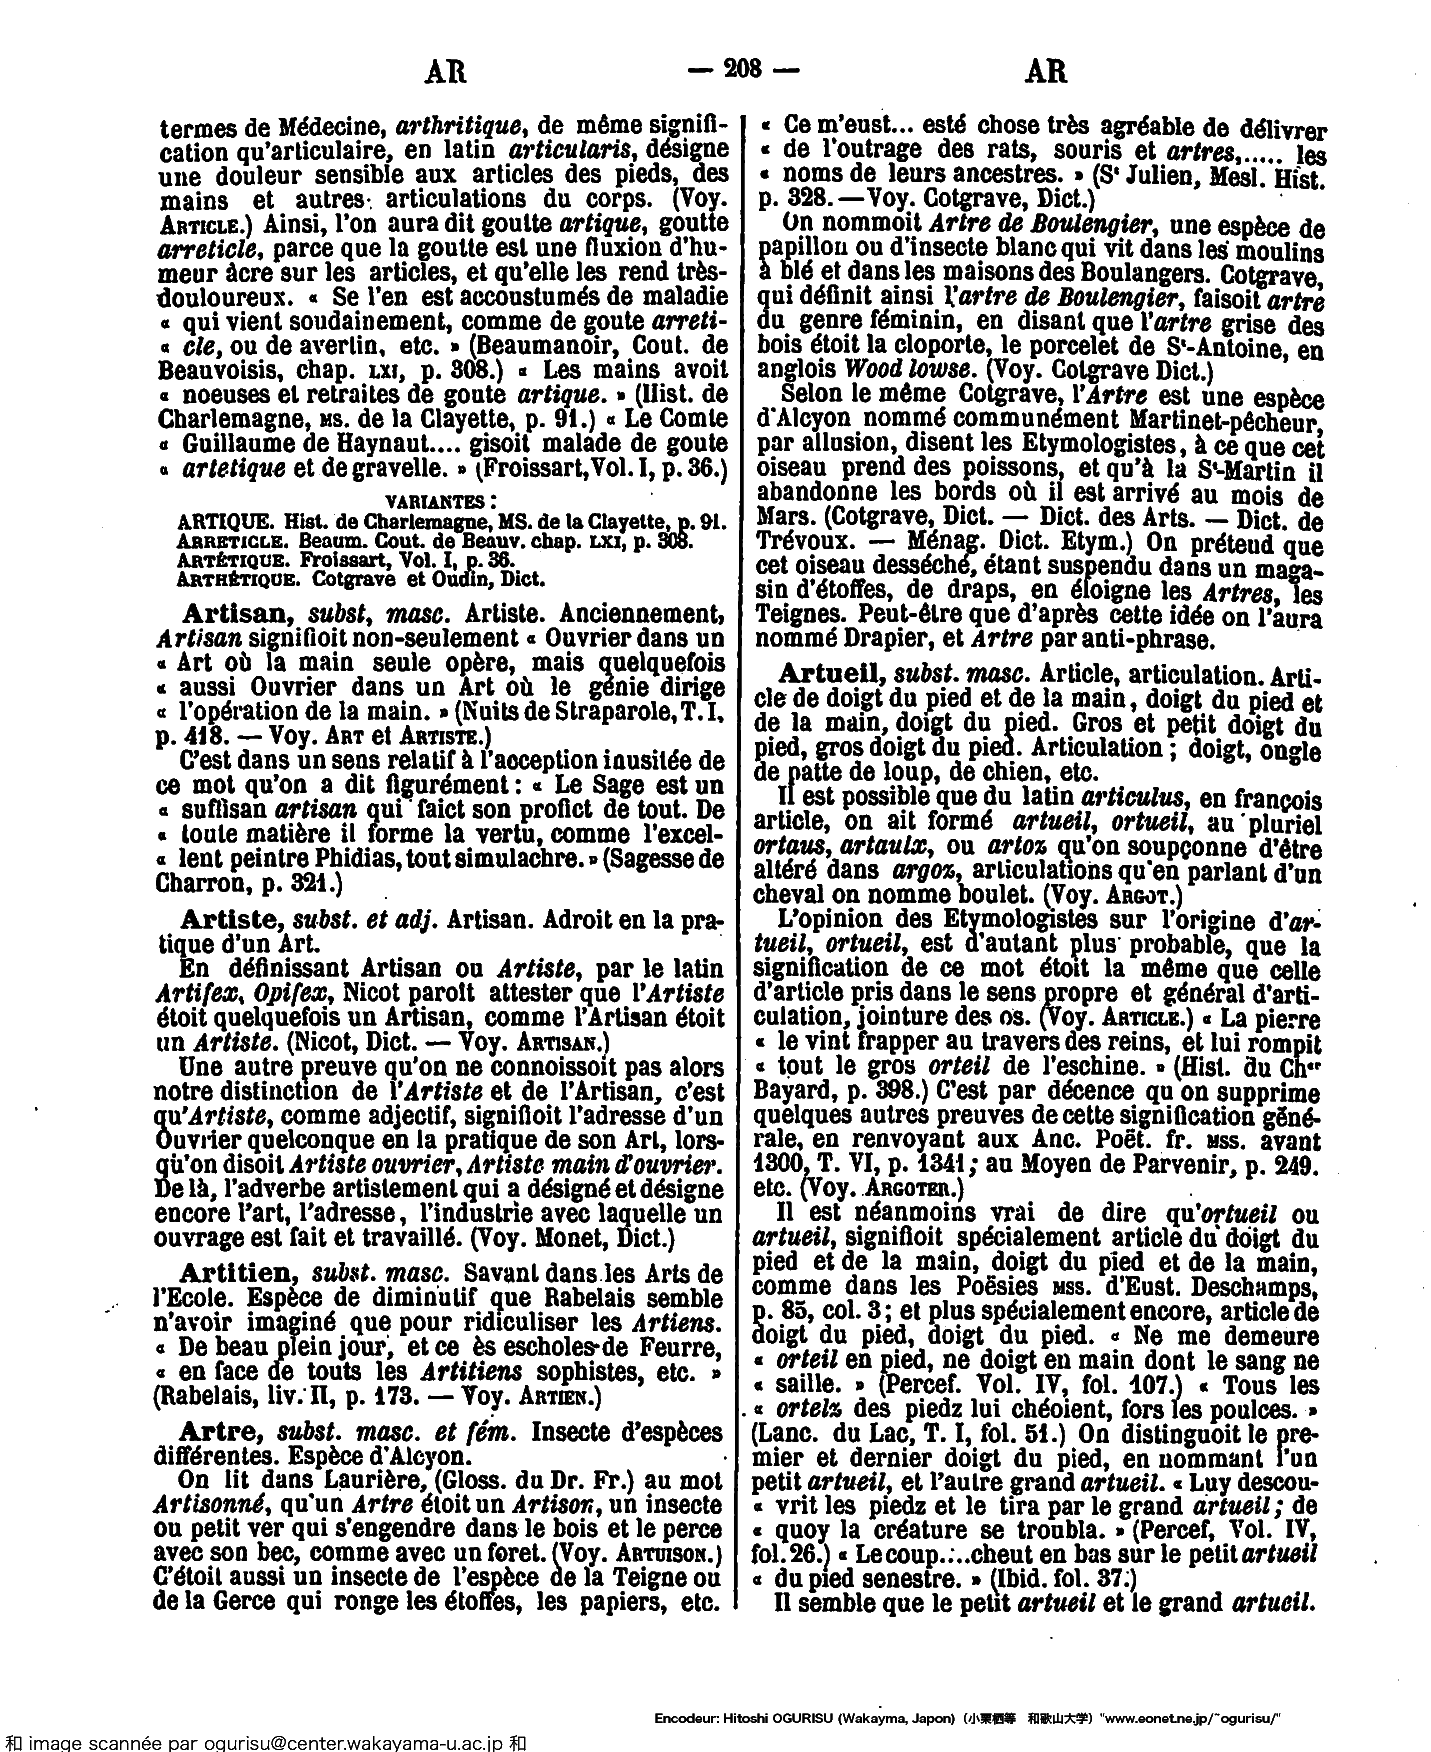 AR — 208 — AR
termes de Médecine, arthritique, de même signifi-
cation qu'articulaire, en latin articularis, désigne
une douleur sensible aux articles des pieds, des
mains et autres articulations du corps. (Voy.
ARTICLE.) Ainsi, l'on aura dit goutte artique, goutte
arreticle, parce que la goutte est une fluxion d'hu-
meur âcre sur les articles, et qu'elle les rend très-
douloureux. « Se l'en est accoustumés de maladie
« qui vient soudainement, comme de goute arreti-
« cle, ou de avertin, etc. » (Beaumanoir, Cout. de
Beauvoisis, chap. LXI, p. 308.) « Les mains avoit
« noeuses et retraites de goute artique. » (Hist. de
Charlemagne, MS. de la Clayette, p. 91.) « Le Comte
« Guillaume de Haynaut.... gisoit malade de goute
« artetique et de gravelle. » (Froissart, Vol. I, p. 36.)
VARIANTES :
ARTIQUE. Hist. de Charlemagne, MS. de la Clayette, p. 91.
ARRETICLE. Beaum. Cout. de Beauv. chap. LXI, p. 308.
ARTÉTIQUE. Froissart, Vol. I, p. 36.
ARTHÉTIQUE. Cotgrave et Oudin, Dict.
Artisan, subst, masc. Artiste. Anciennement,
Artisan signifioit non-seulement « Ouvrier dans un
« Art où la main seule opère, mais quelquefois
« aussi Ouvrier dans un Art où le génie dirige
« l'opération de la main. » (Nuits de Straparole, T. I,
p. 418. — Voy. ART et ARTISTE.)
C'est dans un sens relatif à l'acception inusitée de
ce mot qu'on a dit figurément : « Le Sage est un
« suffisan artisan qui faict son profict de tout. De
« toute matière il forme la vertu, comme l'excel-
« lent peintre Phidias, tout simulachre. » (Sagesse de
Charron, p. 321.)
Artiste, subst. et adj. Artisan. Adroit en la pra-
tique d'un Art.
En définissant Artisan ou Artiste, par le latin
Artifex, Opifex, Nicot paroît attester que l'Artiste
étoit quelquefois un Artisan, comme l'Artisan étoit
un Artiste. (Nicot, Dict. — Voy. ARTISAN.)
Une autre preuve qu'on ne connoissoit pas alors
notre distinction de l'Artiste et de l'Artisan, c'est
qu'Artiste, comme adjectif, signifioit l'adresse d'un
Ouvrier quelconque en la pratique de son Art, lors-
qu'on disoit Artiste ouvrier, Artiste main d'ouvrier.
De là, l'adverbe artistement qui a désigné et désigne
encore l'art, l'adresse, l'industrie avec laquelle un
ouvrage est fait et travaillé. (Voy. Monet, Dict.)
Artitien, subst. masc. Savant dans les Arts de
l'Ecole. Espèce de diminutif que Rabelais semble
n'avoir imaginé que pour ridiculiser les Artiens.
« De beau plein jour, et ce ès escholes de Feurre,
« en face de touts les Artitiens sophistes, etc. »
(Rabelais, liv. II, p. 173. — Voy. ARTIEN.)
Artre, subst. masc. et fém. Insecte d'espèces
différentes. Espèce d'Alcyon.
On lit dans Laurière, (Gloss. du Dr. Fr.) au mot
Artisonné, qu'un Artre étoit un Artison, un insecte
ou petit ver qui s'engendre dans le bois et le perce
avec son bec, comme avec un foret. (Voy. ARTUISON.)
C'étoit aussi un insecte de l'espèce de la Teigne ou
de la Gerce qui ronge les étoffes, les papiers, etc.
« Ce m'eust... esté chose très agréable de délivrer
« de l'outrage des rats, souris et artres,..... les
« noms de leurs ancestres. » (St Julien, Mesl. Hist.
p. 328. — Voy. Cotgrave, Dict.)
On nommoit Artre de Boulengier, une espèce de
papillon ou d'insecte blanc qui vit dans les moulins
à blé et dans les maisons des Boulangers. Cotgrave,
qui définit ainsi l'artre de Boulengier, faisoit artre
du genre féminin, en disant que l'artre grise des
bois étoit la cloporte, le porcelet de St-Antoine, en
anglois Wood lowse. (Voy. Cotgrave Dict.)
Selon le même Cotgrave, l'Artre est une espèce
d'Alcyon nommé communément Martinet-pêcheur,
par allusion, disent les Etymologistes, à ce que cet
oiseau prend des poissons, et qu'à la St-Martin il
abandonne les bords où il est arrivé au mois de
Mars. (Cotgrave, Dict. — Dict. des Arts. — Dict. de
Trévoux. — Ménag. Dict. Etym.) On prétend que
cet oiseau desséché, étant suspendu dans un maga-
sin d'étoffes, de draps, en éloigne les Artres, les
Teignes. Peut-être que d'après cette idée on l'aura
nommé Drapier, et Artre par anti-phrase.
Artueil, subst. masc. Article, articulation. Arti-
cle de doigt du pied et de la main, doigt du pied et
de la main, doigt du pied. Gros et petit doigt du
pied, gros doigt du pied. Articulation ; doigt, ongle
de patte de loup, de chien, etc.
Il est possible que du latin articulus, en françois
article, on ait formé artueil, ortueil, au pluriel
ortaus, artaulx, ou artoz qu'on soupçonne d'être
altéré dans argoz, articulations qu'en parlant d'un
cheval on nomme boulet. (Voy. ARGOT.)
L'opinion des Etymologistes sur l'origine d'ar-
tueil, ortueil, est d'autant plus probable, que la
signification de ce mot étoit la même que celle
d'article pris dans le sens propre et général d'arti-
culation, jointure des os. (Voy. ARTICLE.) « La pierre
« le vint frapper au travers des reins, et lui rompit
« tout le gros orteil de l'eschine. » (Hist. du Cher
Bayard, p. 398.) C'est par décence qu on supprime
quelques autres preuves de cette signification géné-
rale, en renvoyant aux Anc. Poët. fr. MSS. avant
1300, T. VI, p. 1341 ; au Moyen de Parvenir, p. 249.
etc. (Voy. ARGOTER.)
Il est néanmoins vrai de dire qu'ortueil ou
artueil, signifioit spécialement article du doigt du
pied et de la main, doigt du pied et de la main,
comme dans les Poësies MSS. d'Eust. Deschamps,
p. 85, col. 3 ; et plus spécialement encore, article de
doigt du pied, doigt du pied. « Ne me demeure
« orteil en pied, ne doigt en main dont le sang ne
« saille. » (Percef. Vol. IV, fol. 107.) « Tous les
« ortelz des piedz lui chéoient, fors les poulces. »
(Lanc. du Lac, T. I, fol. 51.) On distinguoit le pre-
mier et dernier doigt du pied, en nommant l'un
petit artueil, et l'autre grand artueil. « Luy descou-
« vrit les piedz et le tira par le grand artueil ; de
« quoy la créature se troubla. » (Percef, Vol. IV,
fol. 26.) « Le coup....cheut en bas sur le petit artueil
« du pied senestre. » (Ibid. fol. 37.)
Il semble que le petit artueil et le grand artueil.
Encodeur: Hitoshi OGURISU (Wakayma, Japon) (小栗栖等 和歌山大学) "www.eonet.ne.jp/~ogurisu/"
和 image scannée par ogurisu@center.wakayama-u.ac.jp 和